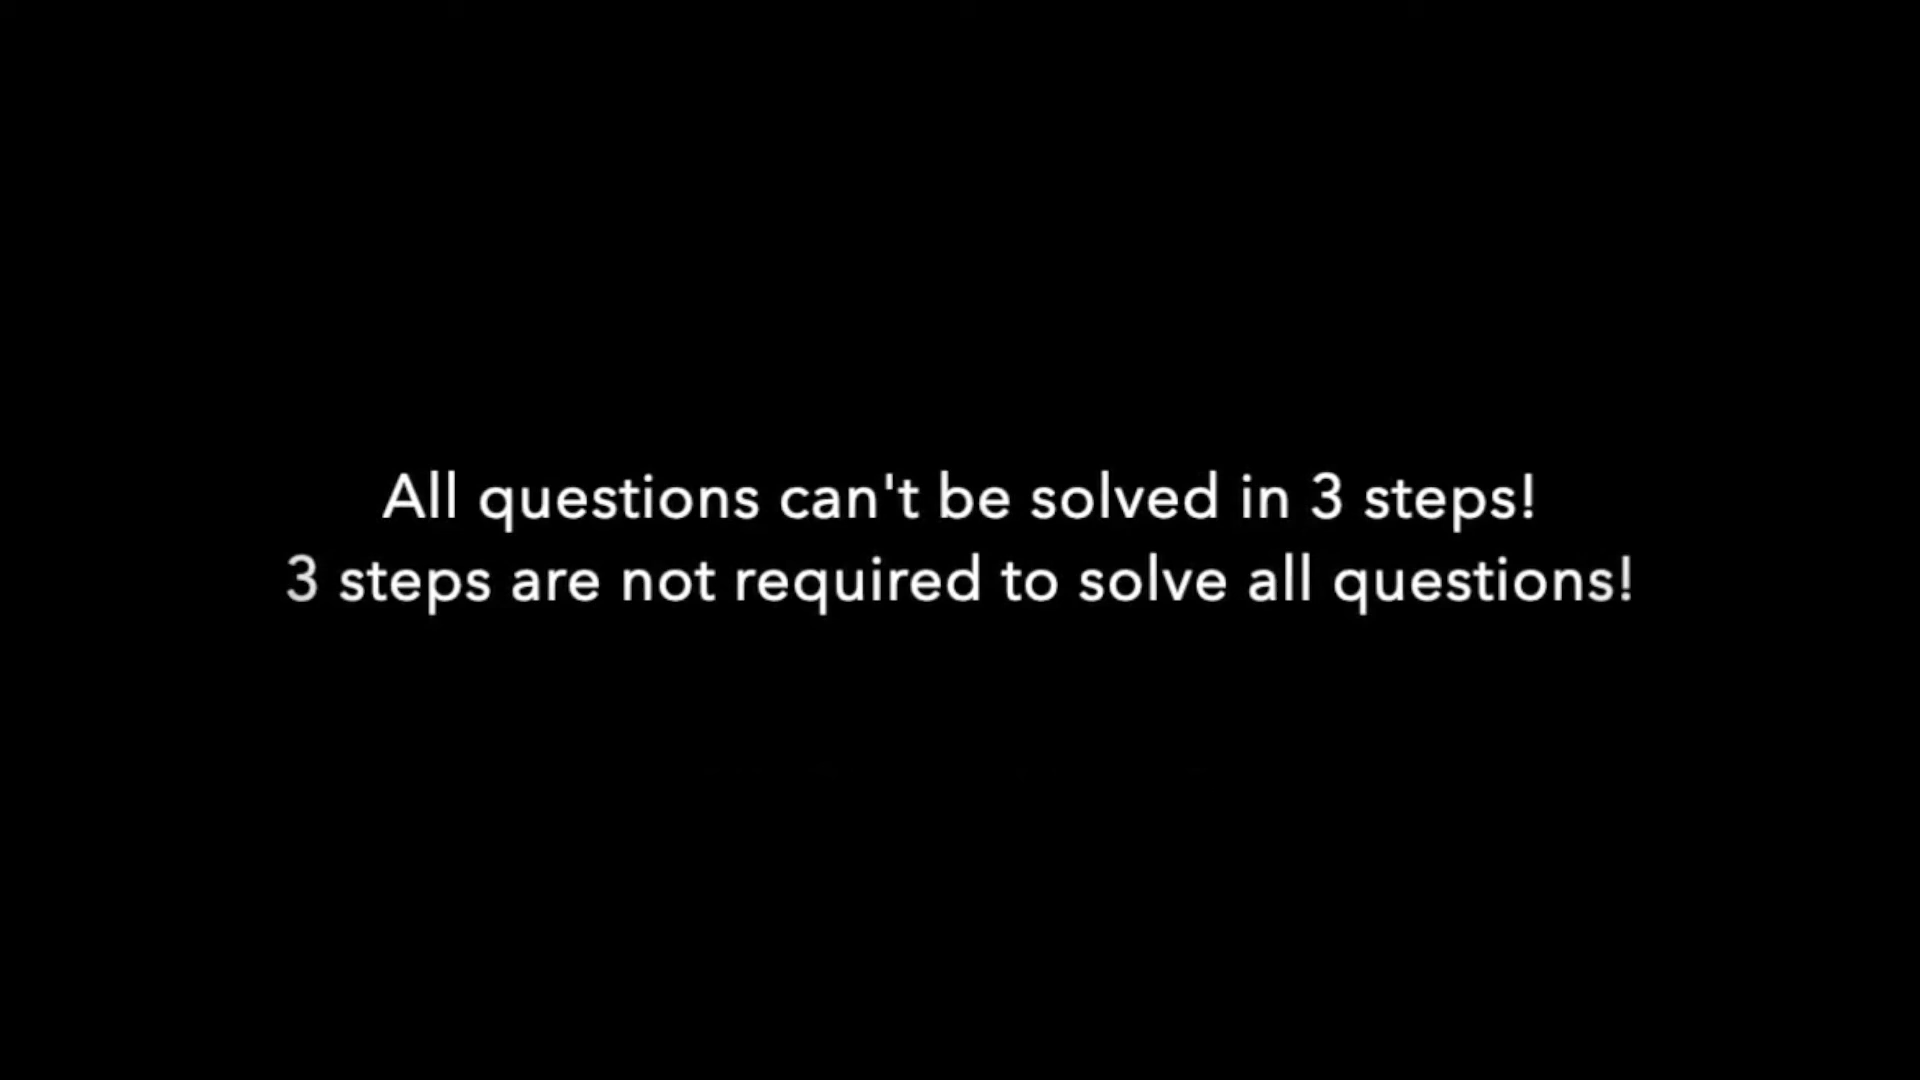 All questions can't be solved in 3 steps!
3 steps are not required to solve all questions!